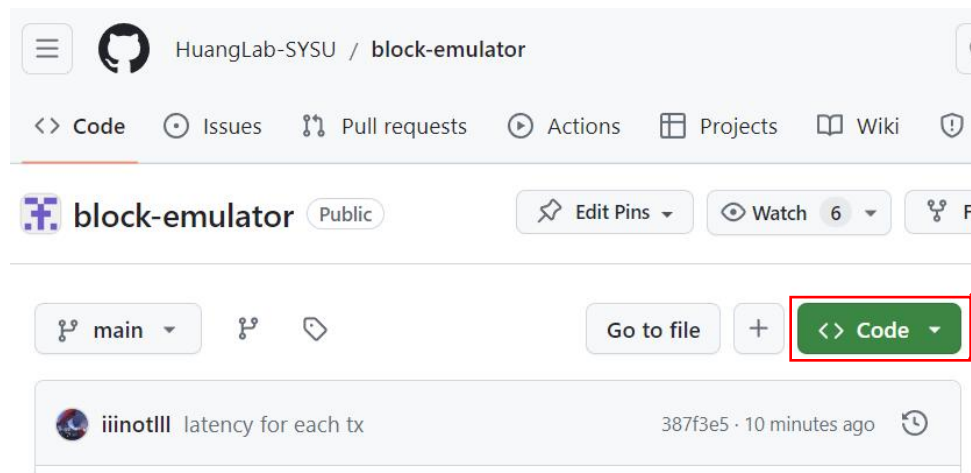 HuangLab-SYSU / block-emulator
<> Code Issues Pull requests Actions Projects Wiki
block-emulator Public Edit Pins Watch 6 F
main Go to file + <> Code
iiinotlll latency for each tx 387f3e5 · 10 minutes ago